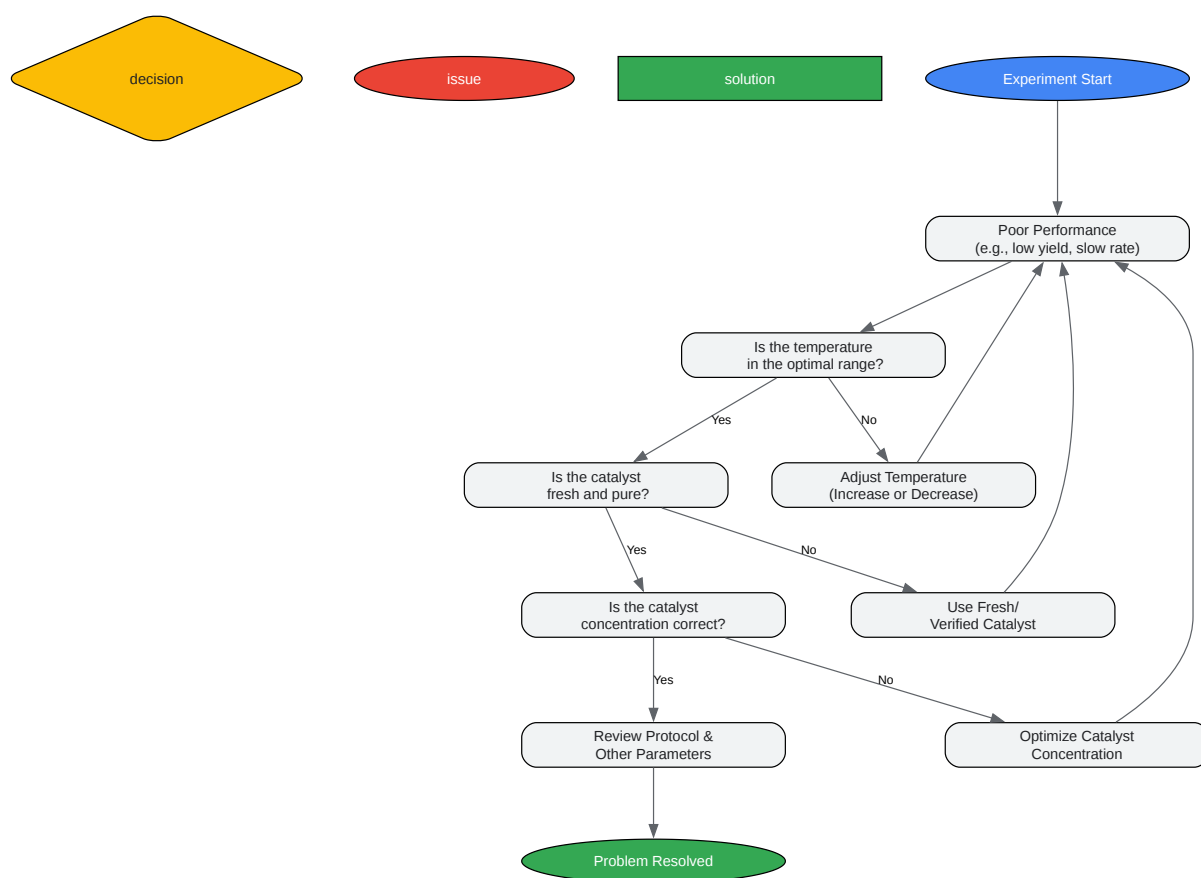 decision
issue
solution
Experiment Start
Poor Performance
(e.g., low yield, slow rate)
Is the temperature
in the optimal range?
Yes
No
Is the catalyst
fresh and pure?
Adjust Temperature
(Increase or Decrease)
Yes
No
Is the catalyst
concentration correct?
Use Fresh/
Verified Catalyst
Yes
No
Review Protocol &
Other Parameters
Optimize Catalyst
Concentration
Problem Resolved